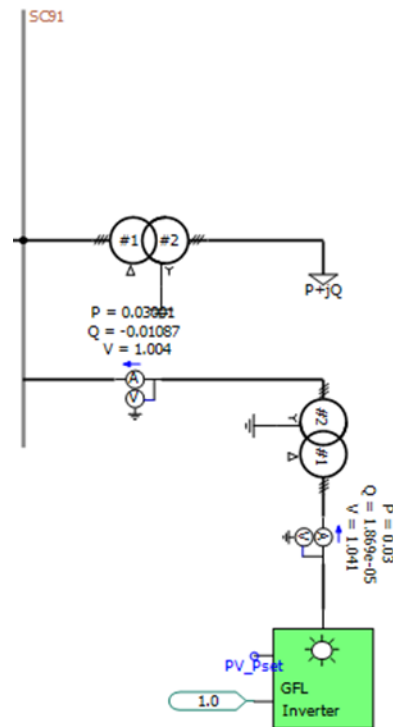 SC91
#1 #2
P+jQ
P = 0.03001
Q = -0.01087
V = 1.004
A
V
#2
#1
P = 0.03
Q = 1.869e-05
V = 1.041
V A
PV_Pset
GFL
1.0
Inverter